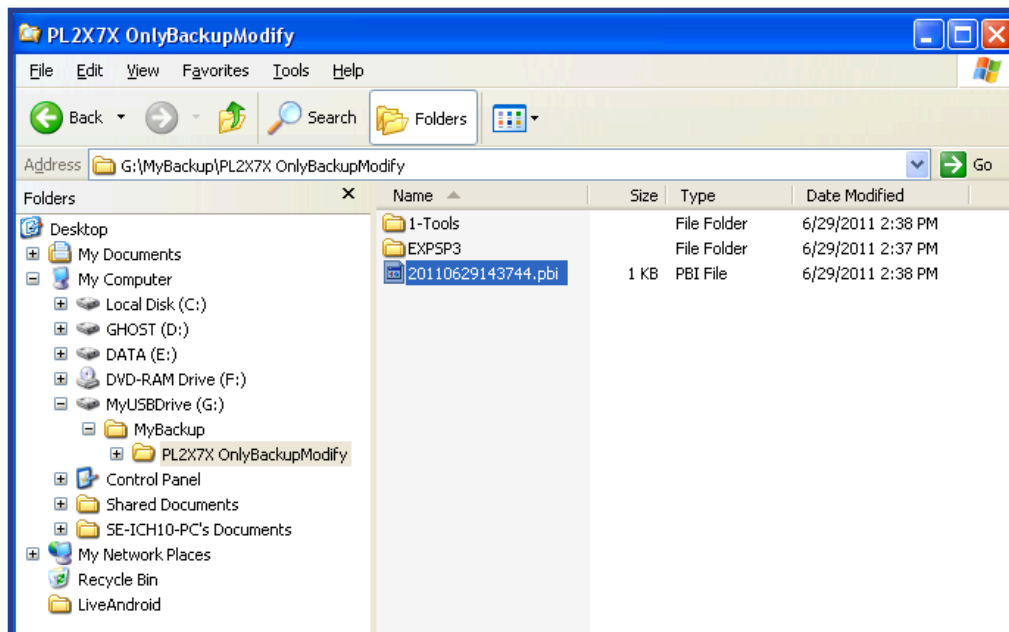 PL2X7X OnlyBackupModify
File Edit View Favorites Tools Help
Back Search Folders
Address G:\MyBackup\PL2X7X OnlyBackupModify Go
Folders
Desktop
My Documents
My Computer
Local Disk (C:)
GHOST (D:)
DATA (E:)
DVD-RAM Drive (F:)
MyUSBDrive (G:)
MyBackup
PL2X7X OnlyBackupModify
Control Panel
Shared Documents
SE-ICH10-PC's Documents
My Network Places
Recycle Bin
LiveAndroid
Name Size Type Date Modified
1-Tools File Folder 6/29/2011 2:38 PM
EXPSP3 File Folder 6/29/2011 2:37 PM
20110629143744.pbi 1 KB PBI File 6/29/2011 2:38 PM